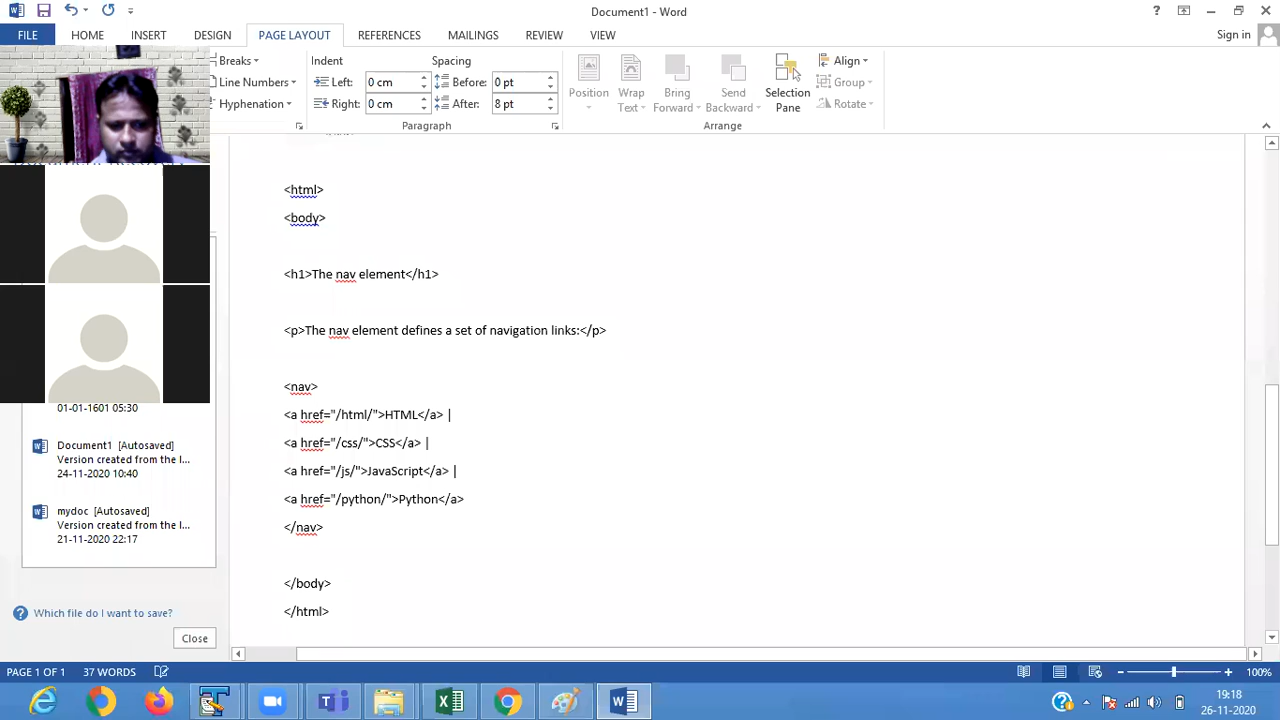 Document1 - Word
FILE HOME INSERT DESIGN PAGE LAYOUT REFERENCES MAILINGS REVIEW VIEW Sign in
Breaks Indent Spacing Align
Line Numbers Left: 0 cm Before: 0 pt Position Wrap Text Bring Forward Send Backward Selection Pane Group
Hyphenation Right: 0 cm After: 8 pt Rotate
Paragraph Arrange
<html>
<body>
<h1>The nav element</h1>
<p>The nav element defines a set of navigation links:</p>
<nav>
<a href="/html/">HTML</a> |
<a href="/css/">CSS</a> |
<a href="/js/">JavaScript</a> |
<a href="/python/">Python</a>
</nav>
</body>
</html>
01-01-1601 05:30
Document1 [Autosaved]
Version created from the l...
24-11-2020 10:40
mydoc [Autosaved]
Version created from the l...
21-11-2020 22:17
Which file do I want to save?
Close
PAGE 1 OF 1 37 WORDS 100%
19:18
26-11-2020